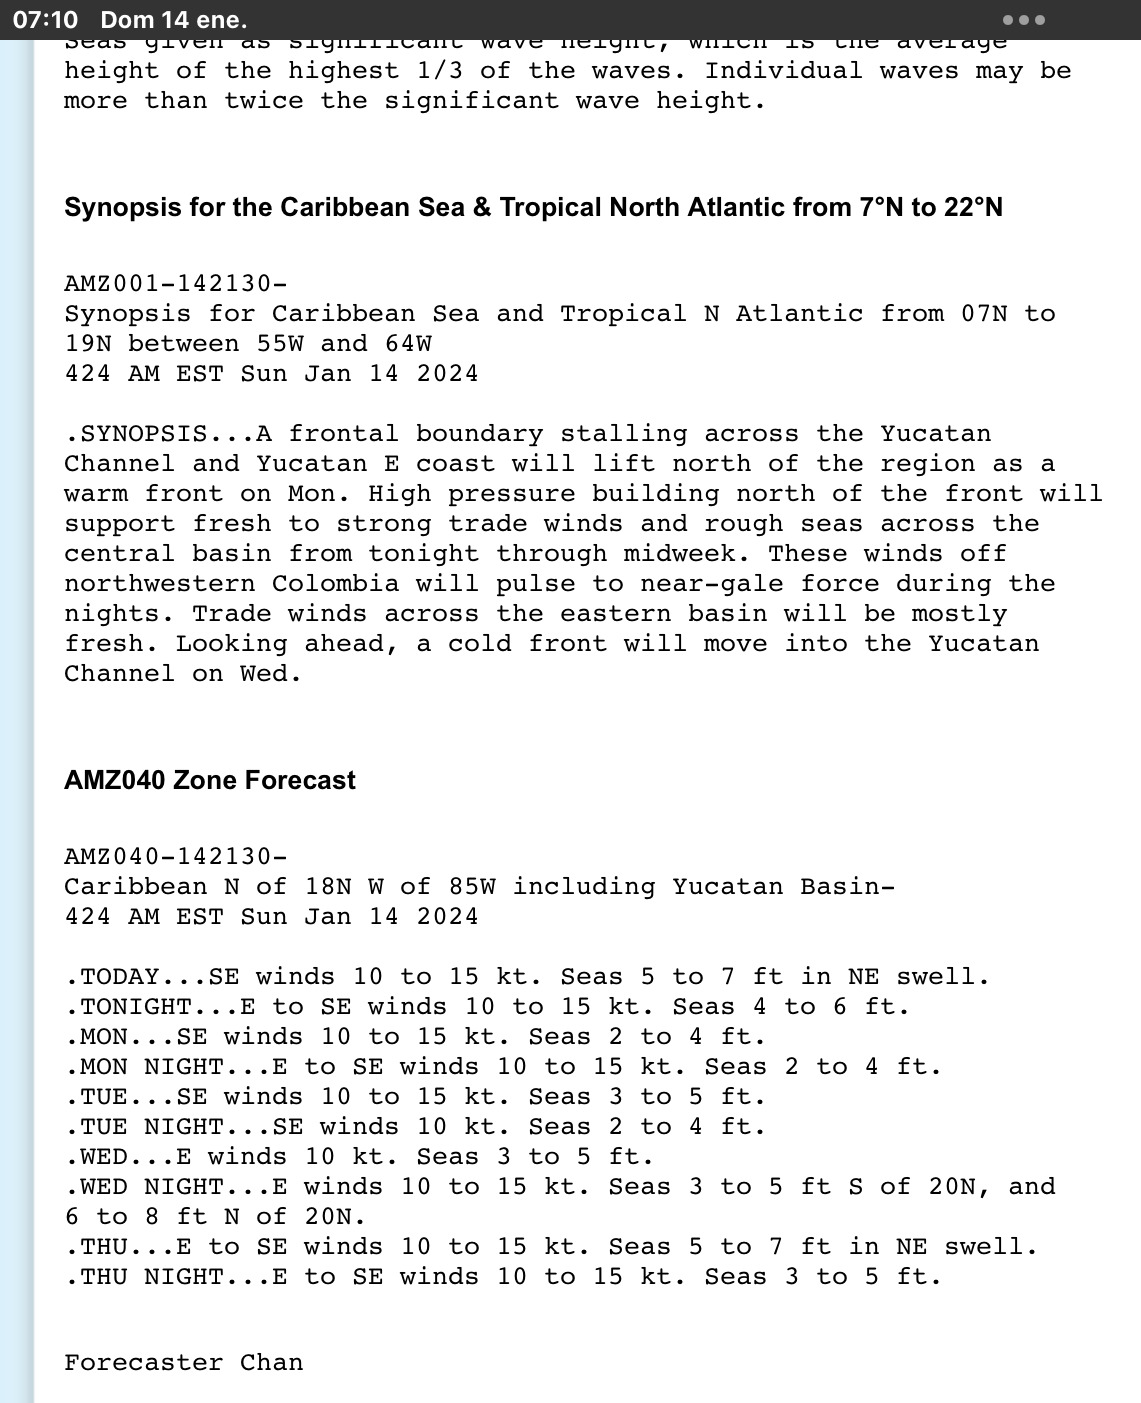 07:10 Dom 14 ene.
Seas given as significant wave height, which is the average
height of the highest 1/3 of the waves. Individual waves may be
more than twice the significant wave height.
Synopsis for the Caribbean Sea & Tropical North Atlantic from 7°N to 22°N
AMZ001-142130-
Synopsis for Caribbean Sea and Tropical N Atlantic from 07N to
19N between 55W and 64W
424 AM EST Sun Jan 14 2024
.SYNOPSIS...A frontal boundary stalling across the Yucatan
Channel and Yucatan E coast will lift north of the region as a
warm front on Mon. High pressure building north of the front will
support fresh to strong trade winds and rough seas across the
central basin from tonight through midweek. These winds off
northwestern Colombia will pulse to near-gale force during the
nights. Trade winds across the eastern basin will be mostly
fresh. Looking ahead, a cold front will move into the Yucatan
Channel on Wed.
AMZ040 Zone Forecast
AMZ040-142130-
Caribbean N of 18N W of 85W including Yucatan Basin-
424 AM EST Sun Jan 14 2024
.TODAY...SE winds 10 to 15 kt. Seas 5 to 7 ft in NE swell.
.TONIGHT...E to SE winds 10 to 15 kt. Seas 4 to 6 ft.
.MON...SE winds 10 to 15 kt. Seas 2 to 4 ft.
.MON NIGHT...E to SE winds 10 to 15 kt. Seas 2 to 4 ft.
.TUE...SE winds 10 to 15 kt. Seas 3 to 5 ft.
.TUE NIGHT...SE winds 10 kt. Seas 2 to 4 ft.
.WED...E winds 10 kt. Seas 3 to 5 ft.
.WED NIGHT...E winds 10 to 15 kt. Seas 3 to 5 ft S of 20N, and
6 to 8 ft N of 20N.
.THU...E to SE winds 10 to 15 kt. Seas 5 to 7 ft in NE swell.
.THU NIGHT...E to SE winds 10 to 15 kt. Seas 3 to 5 ft.
Forecaster Chan